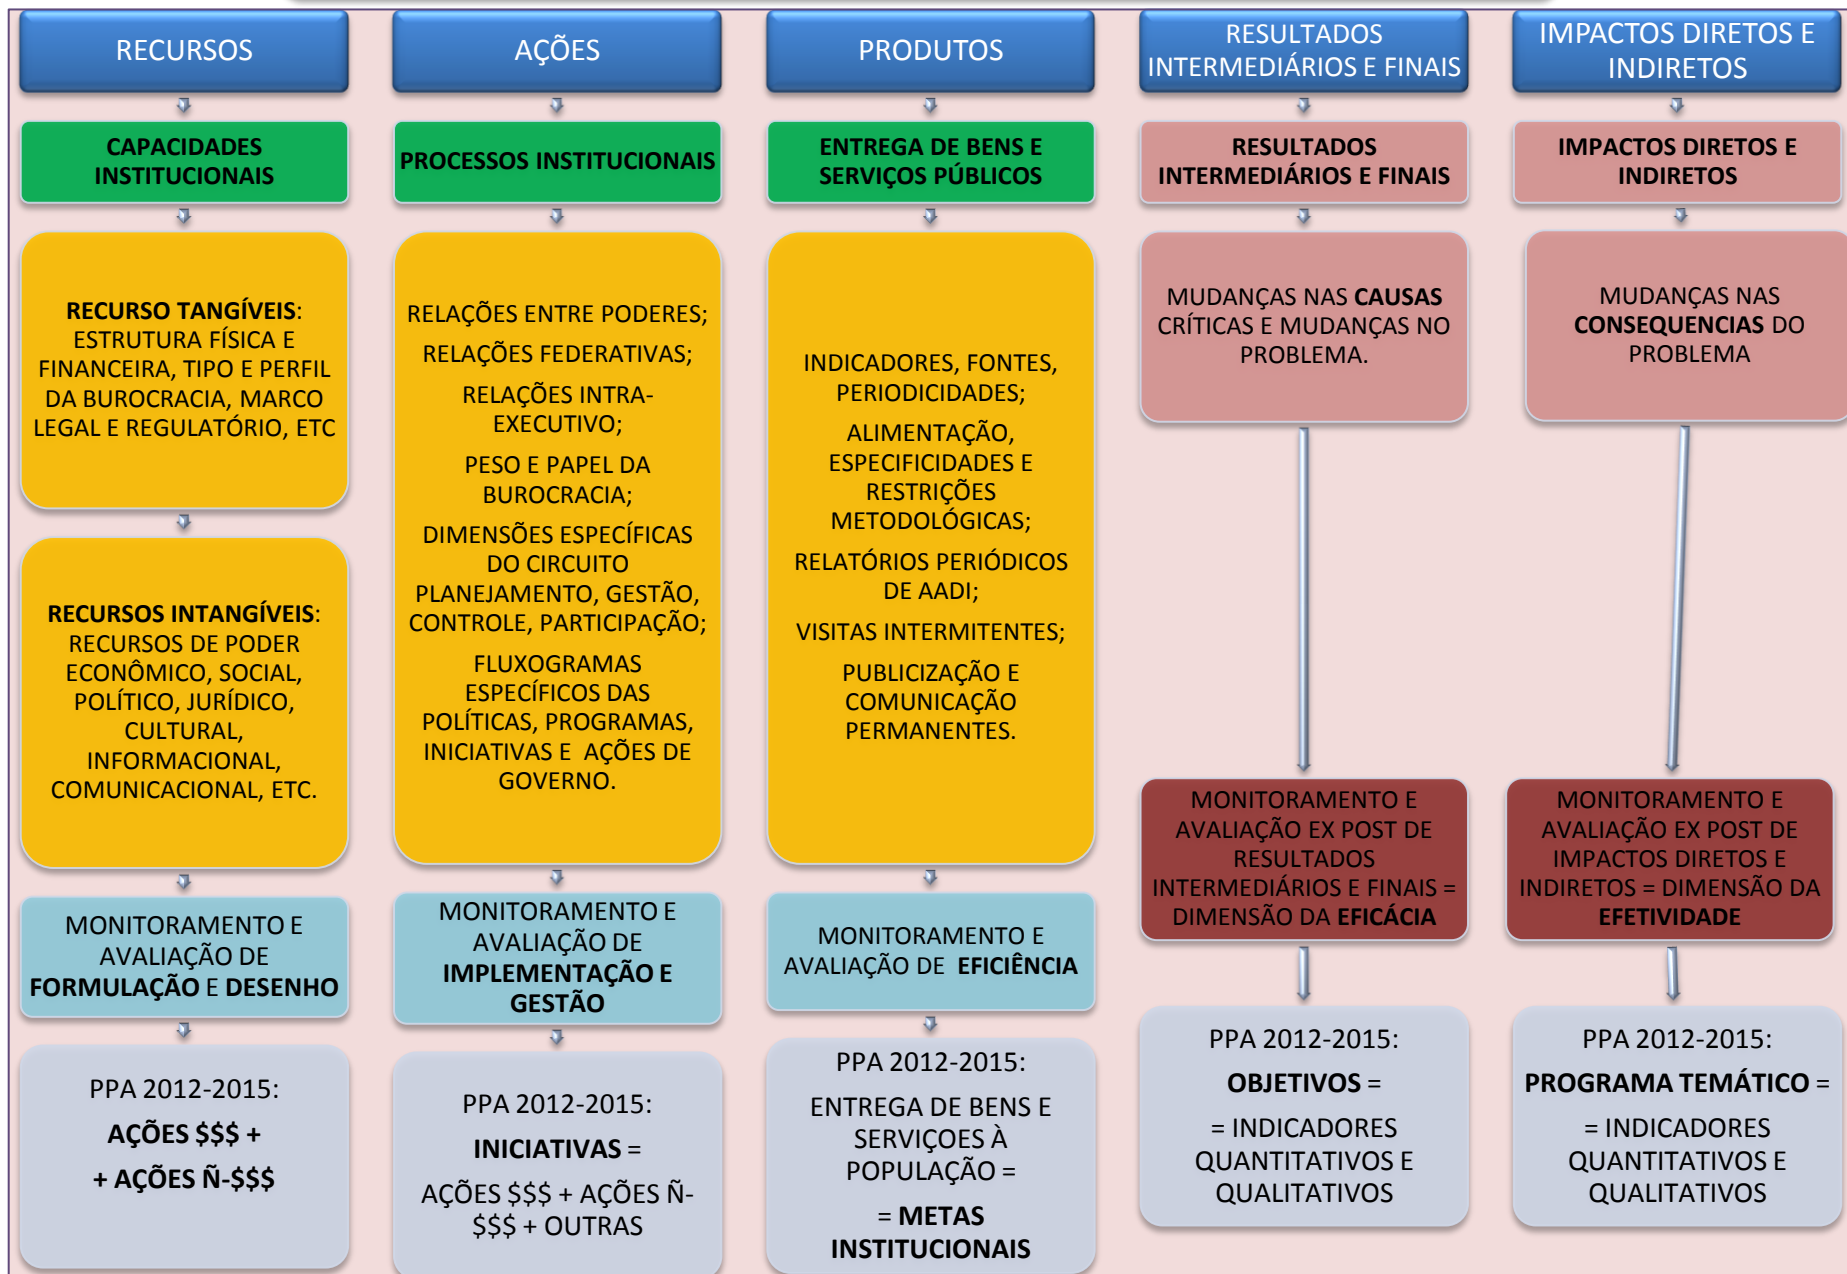 RECURSOS
CAPACIDADES
INSTITUCIONAIS
RECURSO TANGÍVEIS:
ESTRUTURA FÍSICA E
FINANCEIRA, TIPO E PERFIL
DA BUROCRACIA, MARCO
LEGAL E REGULATÓRIO, ETC
RECURSOS INTANGÍVEIS:
RECURSOS DE PODER
ECONÔMICO, SOCIAL,
POLÍTICO, JURÍDICO,
CULTURAL,
INFORMACIONAL,
COMUNICACIONAL, ETC.
MONITORAMENTO E
AVALIAÇÃO DE
FORMULAÇÃO E DESENHO
PPA 2012-2015:
AÇÕES $$$ +
+ AÇÕES Ñ-$$$
AÇÕES
PROCESSOS INSTITUCIONAIS
RELAÇÕES ENTRE PODERES;
RELAÇÕES FEDERATIVAS;
RELAÇÕES INTRA-
EXECUTIVO;
PESO E PAPEL DA
BUROCRACIA;
DIMENSÕES ESPECÍFICAS
DO CIRCUITO
PLANEJAMENTO, GESTÃO,
CONTROLE, PARTICIPAÇÃO;
FLUXOGRAMAS
ESPECÍFICOS DAS
POLÍTICAS, PROGRAMAS,
INICIATIVAS E AÇÕES DE
GOVERNO.
MONITORAMENTO E
AVALIAÇÃO DE
IMPLEMENTAÇÃO E
GESTÃO
PPA 2012-2015:
INICIATIVAS =
AÇÕES $$$ + AÇÕES Ñ-
$$$ + OUTRAS
PRODUTOS
ENTREGA DE BENS E
SERVIÇOS PÚBLICOS
INDICADORES, FONTES,
PERIODICIDADES;
ALIMENTAÇÃO,
ESPECIFICIDADES E
RESTRIÇÕES
METODOLÓGICAS;
RELATÓRIOS PERIÓDICOS
DE AADI;
VISITAS INTERMITENTES;
PUBLICIZAÇÃO E
COMUNICAÇÃO
PERMANENTES.
MONITORAMENTO E
AVALIAÇÃO DE EFICIÊNCIA
PPA 2012-2015:
ENTREGA DE BENS E
SERVIÇOES À
POPULAÇÃO =
= METAS
INSTITUCIONAIS
RESULTADOS
INTERMEDIÁRIOS E FINAIS
RESULTADOS
INTERMEDIÁRIOS E FINAIS
MUDANÇAS NAS CAUSAS
CRÍTICAS E MUDANÇAS NO
PROBLEMA.
MONITORAMENTO E
AVALIAÇÃO EX POST DE
RESULTADOS
INTERMEDIÁRIOS E FINAIS =
DIMENSÃO DA EFICÁCIA
PPA 2012-2015:
OBJETIVOS =
= INDICADORES
QUANTITATIVOS E
QUALITATIVOS
IMPACTOS DIRETOS E
INDIRETOS
IMPACTOS DIRETOS E
INDIRETOS
MUDANÇAS NAS
CONSEQUENCIAS DO
PROBLEMA
MONITORAMENTO E
AVALIAÇÃO EX POST DE
IMPACTOS DIRETOS E
INDIRETOS = DIMENSÃO DA
EFETIVIDADE
PPA 2012-2015:
PROGRAMA TEMÁTICO =
= INDICADORES
QUANTITATIVOS E
QUALITATIVOS